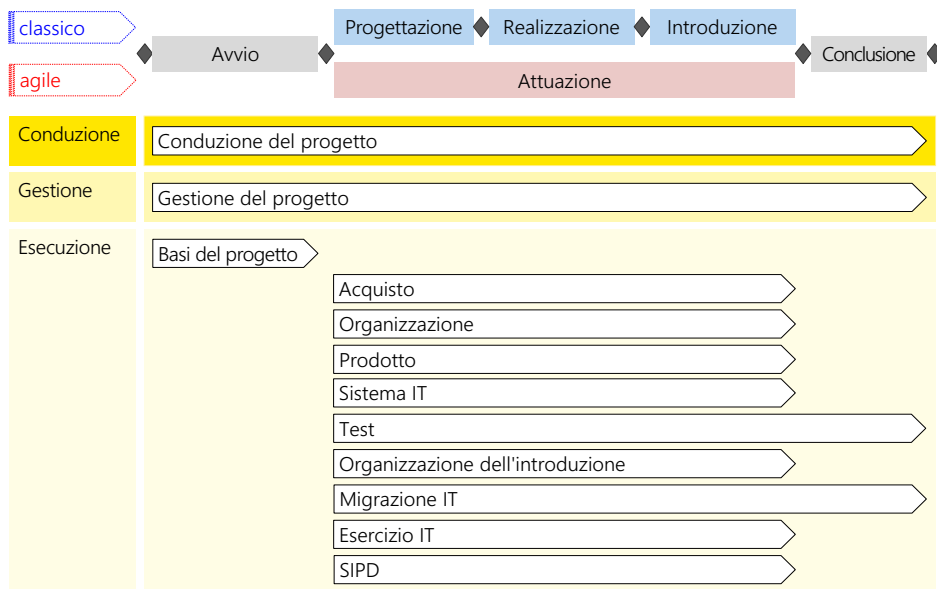 classico
Progettazione
Realizzazione
Introduzione
Avvio
Conclusione
agile
Attuazione
Conduzione
Conduzione del progetto
Gestione
Gestione del progetto
Esecuzione
Basi del progetto
Acquisto
Organizzazione
Prodotto
Sistema IT
Test
Organizzazione dell'introduzione
Migrazione IT
Esercizio IT
SIPD